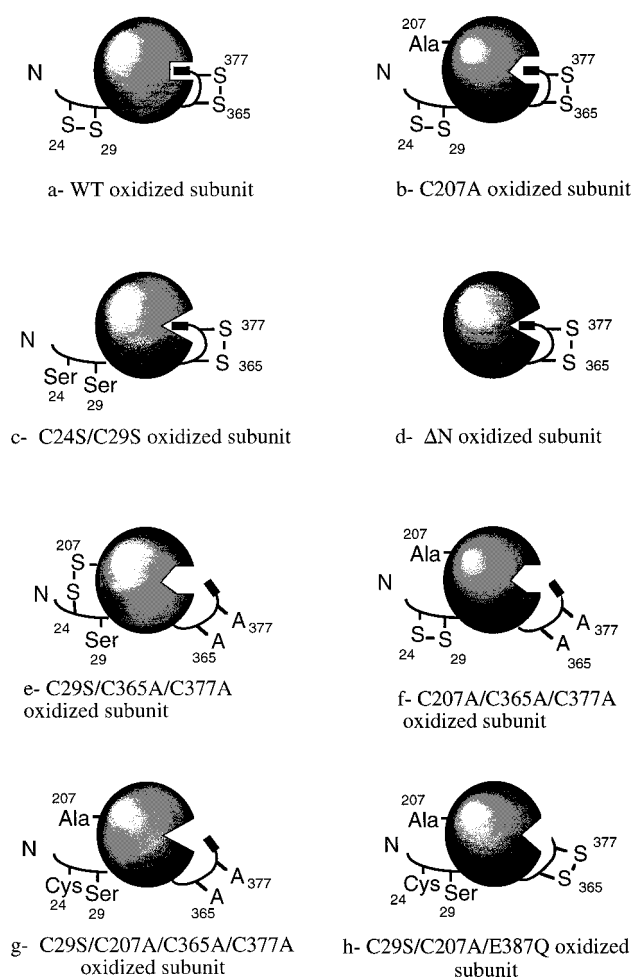 207
Ala
N
S
377
S
365
S
S
24
29
a- WT oxidized subunit
N
S
377
S
365
S
S
24
29
b- C207A oxidized subunit
N
S
377
S
365
Ser
24
Ser
29
c- C24S/C29S oxidized subunit
S
377
S
365
d- ΔN oxidized subunit
207
S
S
N
24
Ser
29
A
377
A
365
e- C29S/C365A/C377A
oxidized subunit
207
Ala
N
S
S
24
29
A
377
A
365
f- C207A/C365A/C377A
oxidized subunit
207
Ala
N
Cys
24
Ser
29
A
377
A
365
g- C29S/C207A/C365A/C377A
oxidized subunit
207
Ala
N
Cys
24
Ser
29
S
377
S
365
h- C29S/C207A/E387Q oxidized
subunit